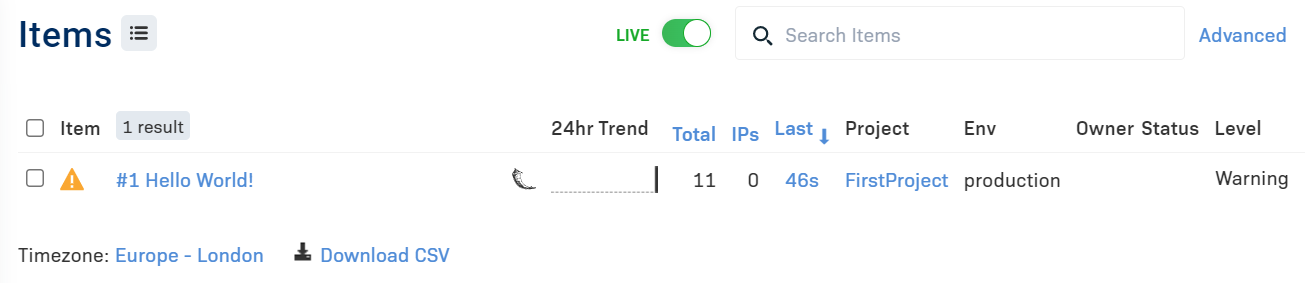 Items LIVE Search Items Advanced
Item 1 result 24hr Trend Total IPs Last Project Env Owner Status Level
#1 Hello World! 11 0 46s FirstProject production Warning
Timezone: Europe - London Download CSV